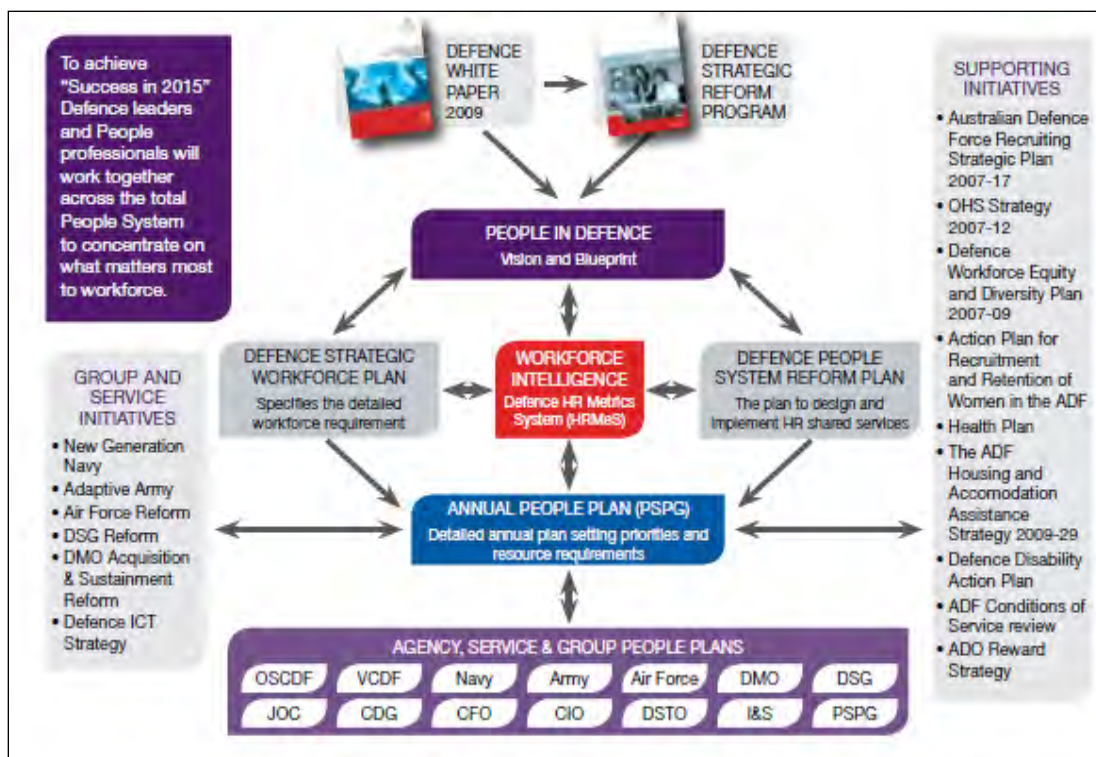 To achieve
"Success in 2015"
Defence leaders
and People
professionals will
work together
across the total
People System
to concentrate on
what matters most
to workforce.
DEFENCE
WHITE
PAPER
2009
DEFENCE
STRATEGIC
REFORM
PROGRAM
PEOPLE IN DEFENCE
Vision and Blueprint
DEFENCE STRATEGIC
WORKFORCE PLAN
Specifies the detailed
workforce requirement
WORKFORCE
INTELLIGENCE
Defence HR Metrics
System (HRMeS)
DEFENCE PEOPLE
SYSTEM REFORM PLAN
The plan to design and
implement HR shared services
GROUP AND
SERVICE
INITIATIVES
• New Generation
Navy
• Adaptive Army
• Air Force Reform
• DSG Reform
• DMO Acquisition
& Sustainment
Reform
• Defence ICT
Strategy
ANNUAL PEOPLE PLAN (PSPG)
Detailed annual plan setting priorities and
resource requirements
AGENCY, SERVICE & GROUP PEOPLE PLANS
OSCDF VCDF Navy Army Air Force DMO DSG
JOC CDG CFO CIO DSTO I&S PSPG
SUPPORTING
INITIATIVES
• Australian Defence
Force Recruiting
Strategic Plan
2007-17
• OHS Strategy
2007-12
• Defence
Workforce Equity
and Diversity Plan
2007-09
• Action Plan for
Recruitment
and Retention of
Women in the ADF
• Health Plan
• The ADF
Housing and
Accomodation
Assistance
Strategy 2009-29
• Defence Disability
Action Plan
• ADF Conditions of
Service review
• ADO Reward
Strategy